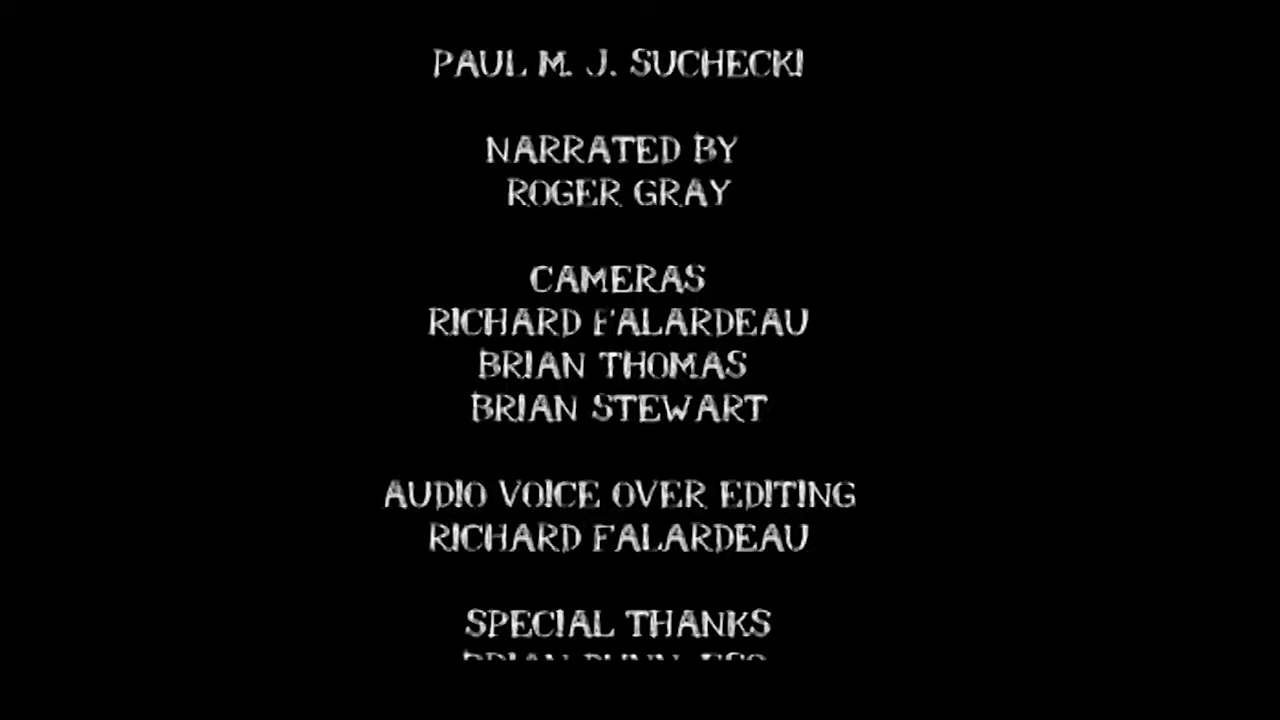 PAUL M. J. SUCHECKI
NARRATED BY
ROGER GRAY
CAMERAS
RICHARD FALARDEAU
BRIAN THOMAS
BRIAN STEWART
AUDIO VOICE OVER EDITING
RICHARD FALARDEAU
SPECIAL THANKS
BRIAN